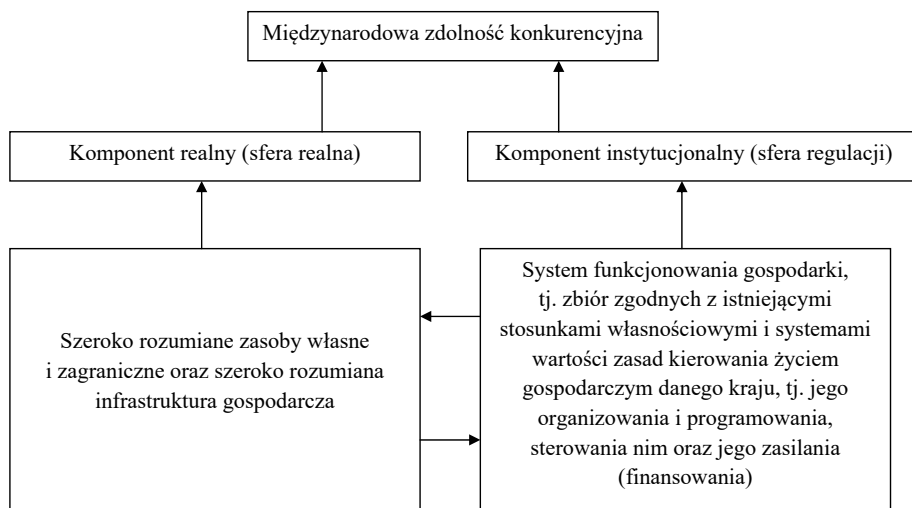 Międzynarodowa zdolność konkurencyjna
Komponent realny (sfera realna)
Komponent instytucjonalny (sfera regulacji)
Szeroko rozumiane zasoby własne
i zagraniczne oraz szeroko rozumiana
infrastruktura gospodarcza
System funkcjonowania gospodarki,
tj. zbiór zgodnych z istniejącymi
stosunkami własnościowymi i systemami
wartości zasad kierowania życiem
gospodarczym danego kraju, tj. jego
organizowania i programowania,
sterowania nim oraz jego zasilania
(finansowania)